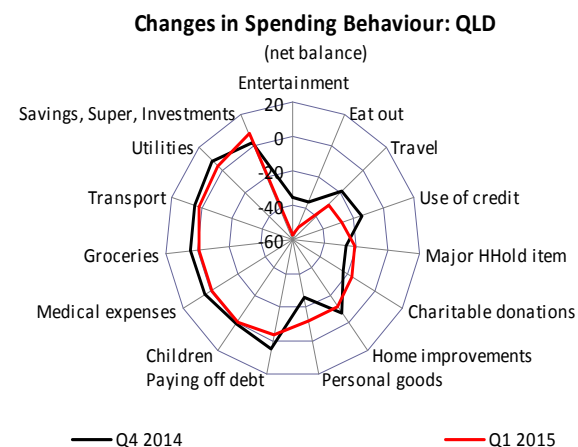 Changes in Spending Behaviour: QLD
(net balance)
Entertainment
Savings, Super, Investments
Eat out
Utilities
Travel
Transport
Use of credit
Groceries
Major HHold item
Medical expenses
Charitable donations
Children
Home improvements
Paying off debt
Personal goods
20
0
-20
-40
-60
Q4 2014
Q1 2015